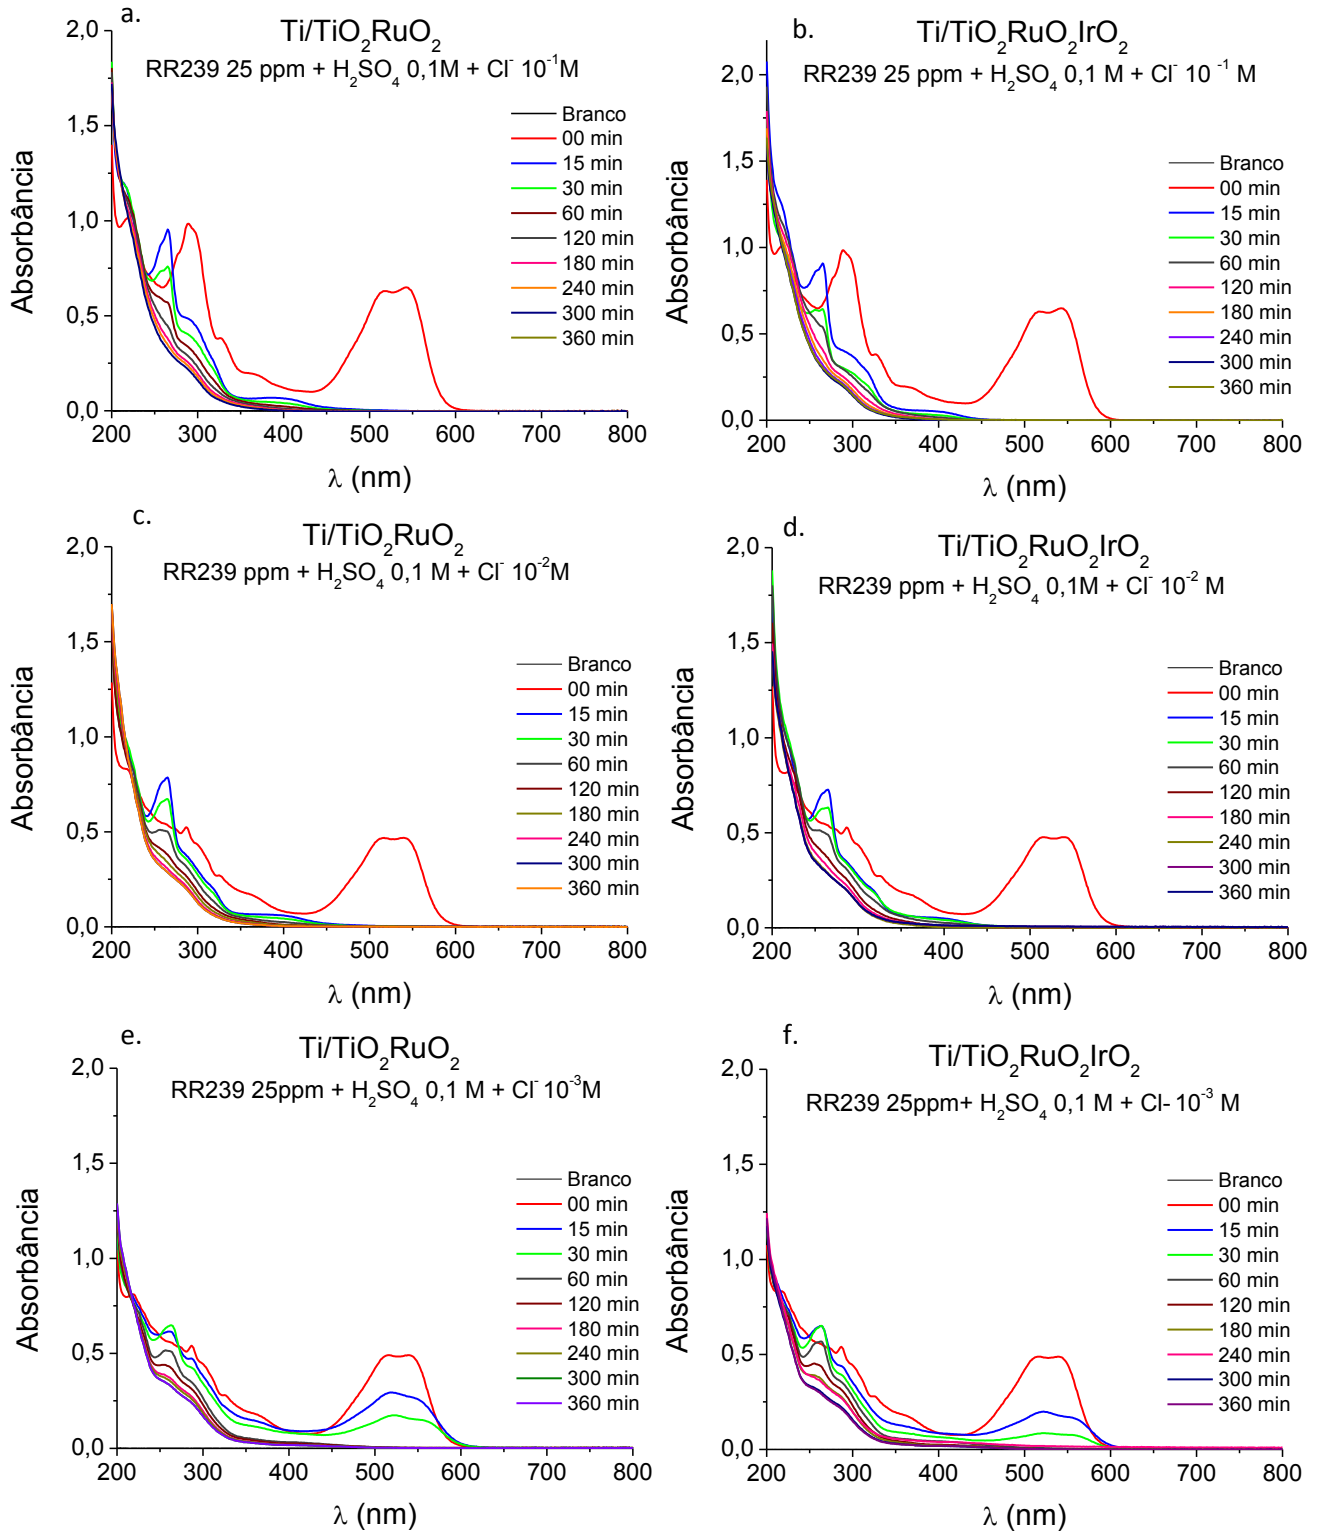 a.
Ti/TiO₂RuO₂
RR239 25 ppm + H₂SO₄ 0,1M + Cl⁻ 10⁻¹M
Absorbância
2,0
1,5
1,0
0,5
0,0
200 300 400 500 600 700 800
λ (nm)
Branco
00 min
15 min
30 min
60 min
120 min
180 min
240 min
300 min
360 min
b.
Ti/TiO₂RuO₂IrO₂
RR239 25 ppm + H₂SO₄ 0,1 M + Cl⁻ 10⁻¹ M
Absorbância
2,0
1,5
1,0
0,5
0,0
200 300 400 500 600 700 800
λ (nm)
Branco
00 min
15 min
30 min
60 min
120 min
180 min
240 min
300 min
360 min
c.
Ti/TiO₂RuO₂
RR239 ppm + H₂SO₄ 0,1 M + Cl⁻ 10⁻²M
Absorbância
2,0
1,5
1,0
0,5
0,0
200 300 400 500 600 700 800
λ (nm)
Branco
00 min
15 min
30 min
60 min
120 min
180 min
240 min
300 min
360 min
d.
Ti/TiO₂RuO₂IrO₂
RR239 ppm + H₂SO₄ 0,1M + Cl⁻ 10⁻² M
Absorbância
2,0
1,5
1,0
0,5
0,0
200 300 400 500 600 700 800
λ (nm)
Branco
00 min
15 min
30 min
60 min
120 min
180 min
240 min
300 min
360 min
e.
Ti/TiO₂RuO₂
RR239 25ppm + H₂SO₄ 0,1 M + Cl⁻ 10⁻³M
Absorbância
2,0
1,5
1,0
0,5
0,0
200 300 400 500 600 700 800
λ (nm)
Branco
00 min
15 min
30 min
60 min
120 min
180 min
240 min
300 min
360 min
f.
Ti/TiO₂RuO₂IrO₂
RR239 25ppm+ H₂SO₄ 0,1 M + Cl- 10⁻³ M
Absorbância
2,0
1,5
1,0
0,5
0,0
200 300 400 500 600 700 800
λ (nm)
Branco
00 min
15 min
30 min
60 min
120 min
180 min
240 min
300 min
360 min